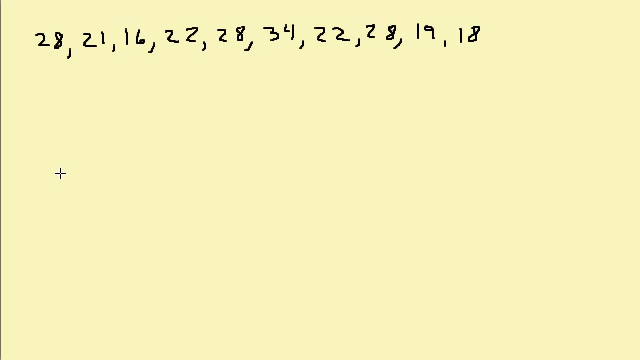 28, 21, 16, 22, 28, 34, 22, 28, 19, 18